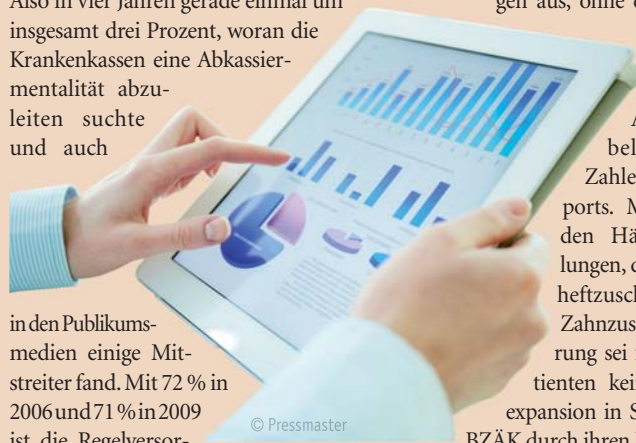 Also in vier Jahren gerade einmal um
insgesamt drei Prozent, woran die
Krankenkassen eine Abkassier-
mentalität abzu-
leiten suchte
und auch
in den Publikums-
medien einige Mit-
streiter fand. Mit 72 % in
2006 und 71 % in 2009
ist die Regelversor-
gen aus, ohne
bel
Zahle
ports. M
den Hä
lungen, d
heftzusch
Zahnzus
rung sei
tienten kei
expansion in S
BZÄK durch ihren
© Pressmaster